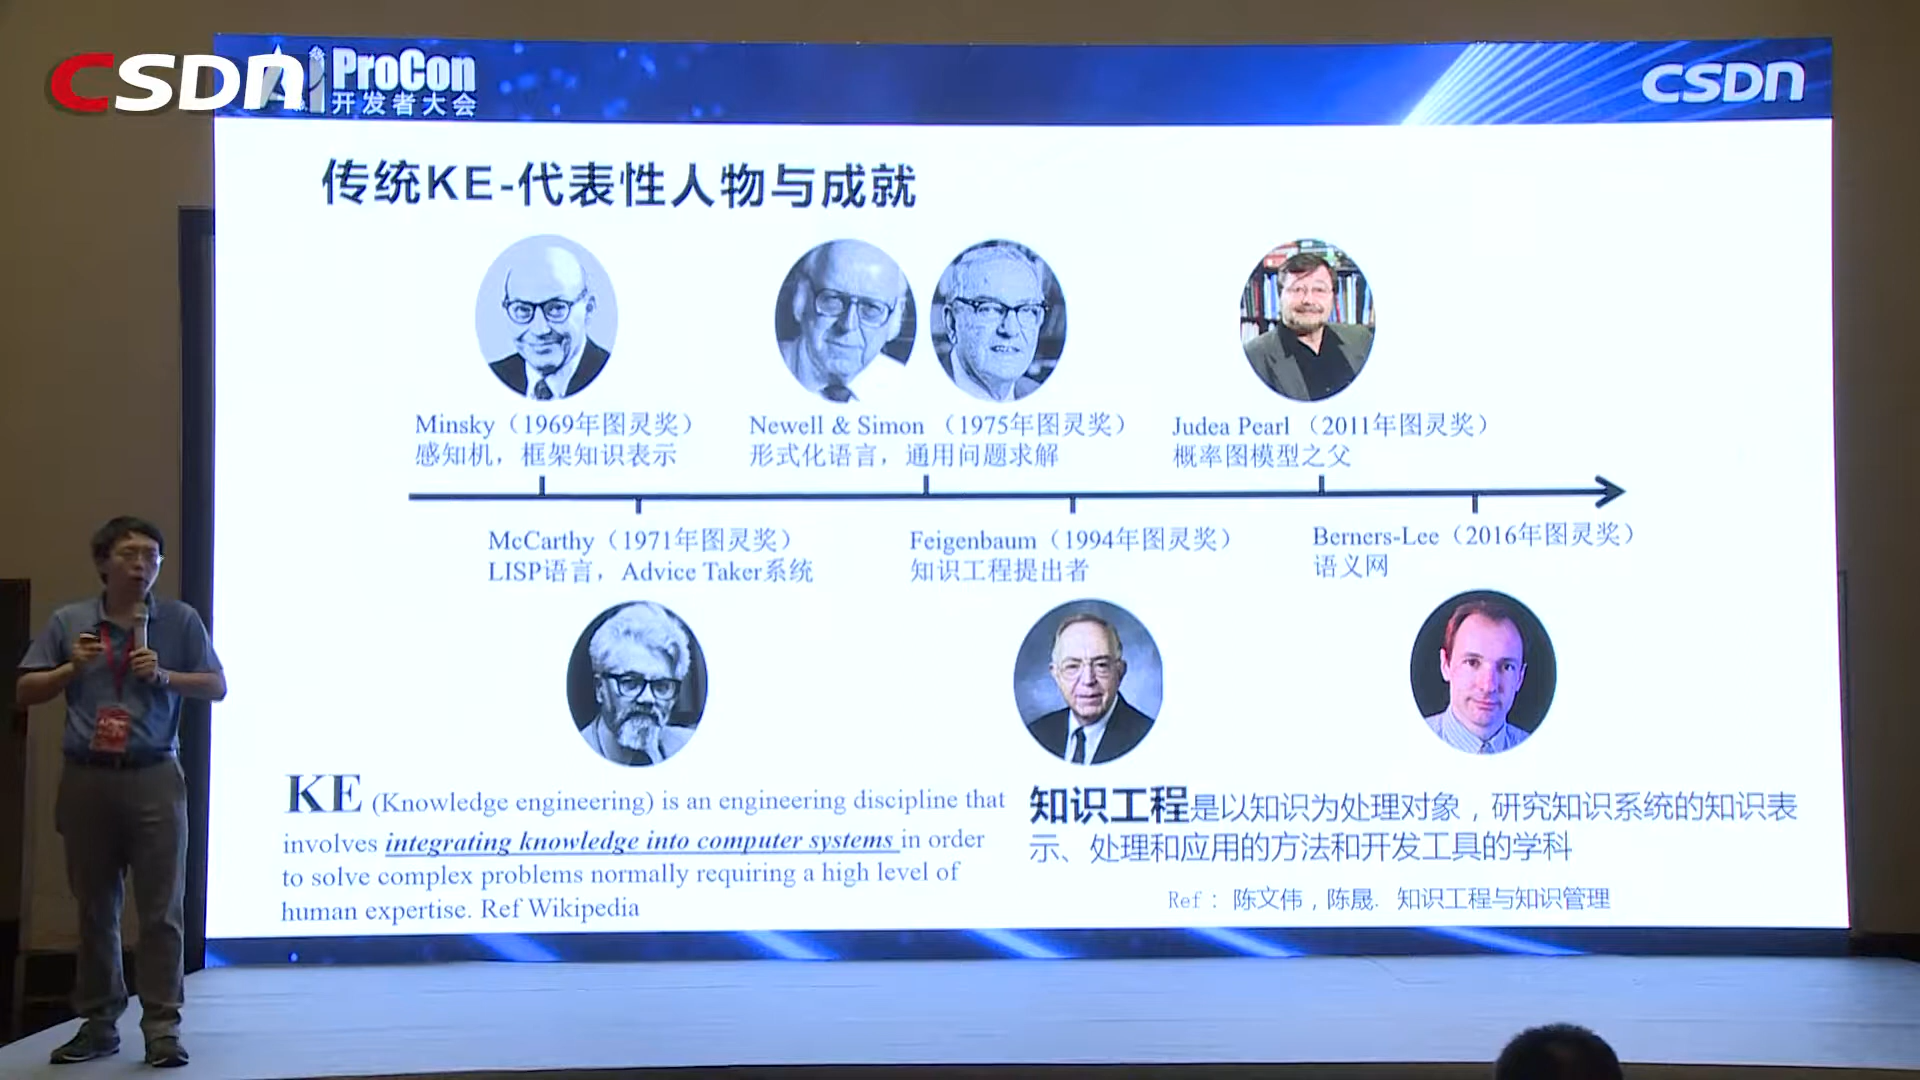 CSDN
AI ProCon
开发者大会
CSDN
传统KE-代表性人物与成就
Minsky（1969年图灵奖）
感知机，框架知识表示
Newell & Simon （1975年图灵奖）
形式化语言，通用问题求解
Judea Pearl （2011年图灵奖）
概率图模型之父
McCarthy（1971年图灵奖）
LISP语言，Advice Taker系统
Feigenbaum（1994年图灵奖）
知识工程提出者
Berners-Lee（2016年图灵奖）
语义网
KE (Knowledge engineering) is an engineering discipline that
involves integrating knowledge into computer systems in order
to solve complex problems normally requiring a high level of
human expertise. Ref Wikipedia
知识工程是以知识为处理对象，研究知识系统的知识表
示、处理和应用的方法和开发工具的学科
Ref： 陈文伟，陈晟. 知识工程与知识管理